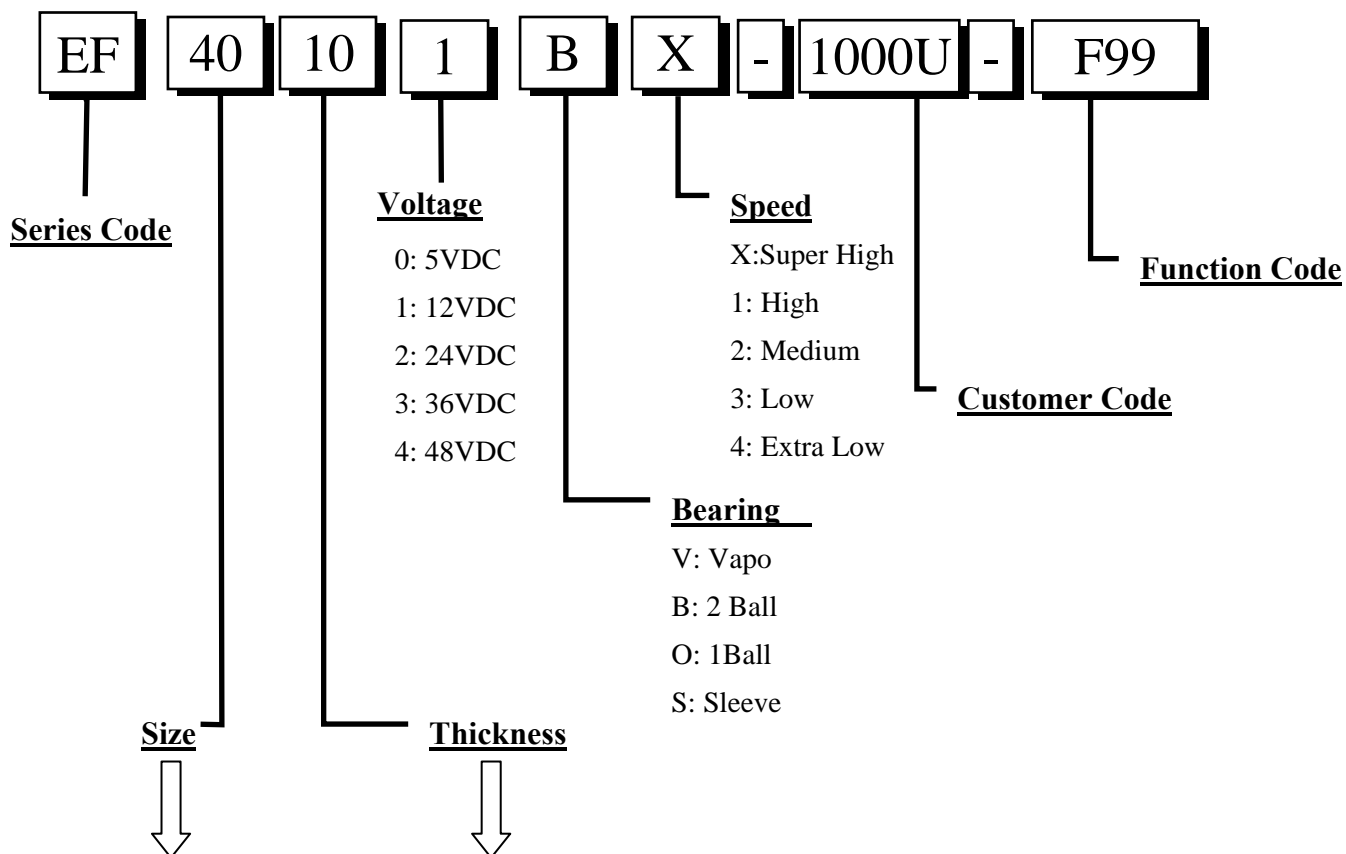 EF 40 10 1 B X - 1000U - F99
Series Code
Voltage
0: 5VDC
1: 12VDC
2: 24VDC
3: 36VDC
4: 48VDC
Speed
X:Super High
1: High
2: Medium
3: Low
4: Extra Low
Function Code
Customer Code
Bearing
V: Vapo
B: 2 Ball
O: 1Ball
S: Sleeve
Size
Thickness